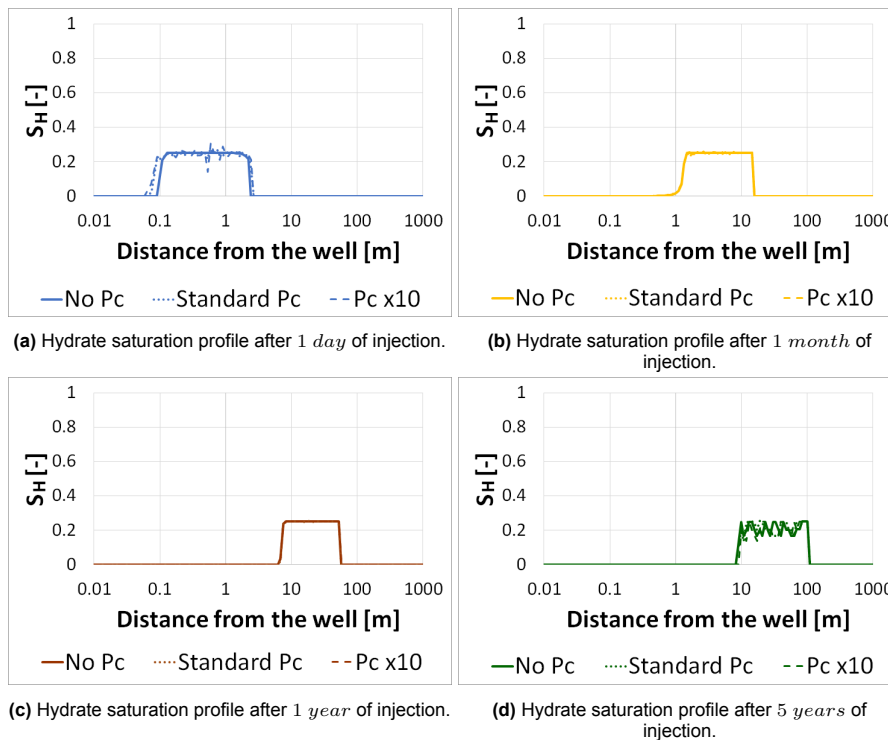 1
0.8
0.6
0.4
0.2
0
S_H [-]
0.01 0.1 1 10 100 1000
Distance from the well [m]
No Pc Standard Pc Pc x10
(a) Hydrate saturation profile after 1 day of injection.
1
0.8
0.6
0.4
0.2
0
S_H [-]
0.01 0.1 1 10 100 1000
Distance from the well [m]
No Pc Standard Pc Pc x10
(b) Hydrate saturation profile after 1 month of
injection.
1
0.8
0.6
0.4
0.2
0
S_H [-]
0.01 0.1 1 10 100 1000
Distance from the well [m]
No Pc Standard Pc Pc x10
(c) Hydrate saturation profile after 1 year of injection.
1
0.8
0.6
0.4
0.2
0
S_H [-]
0.01 0.1 1 10 100 1000
Distance from the well [m]
No Pc Standard Pc Pc x10
(d) Hydrate saturation profile after 5 years of
injection.